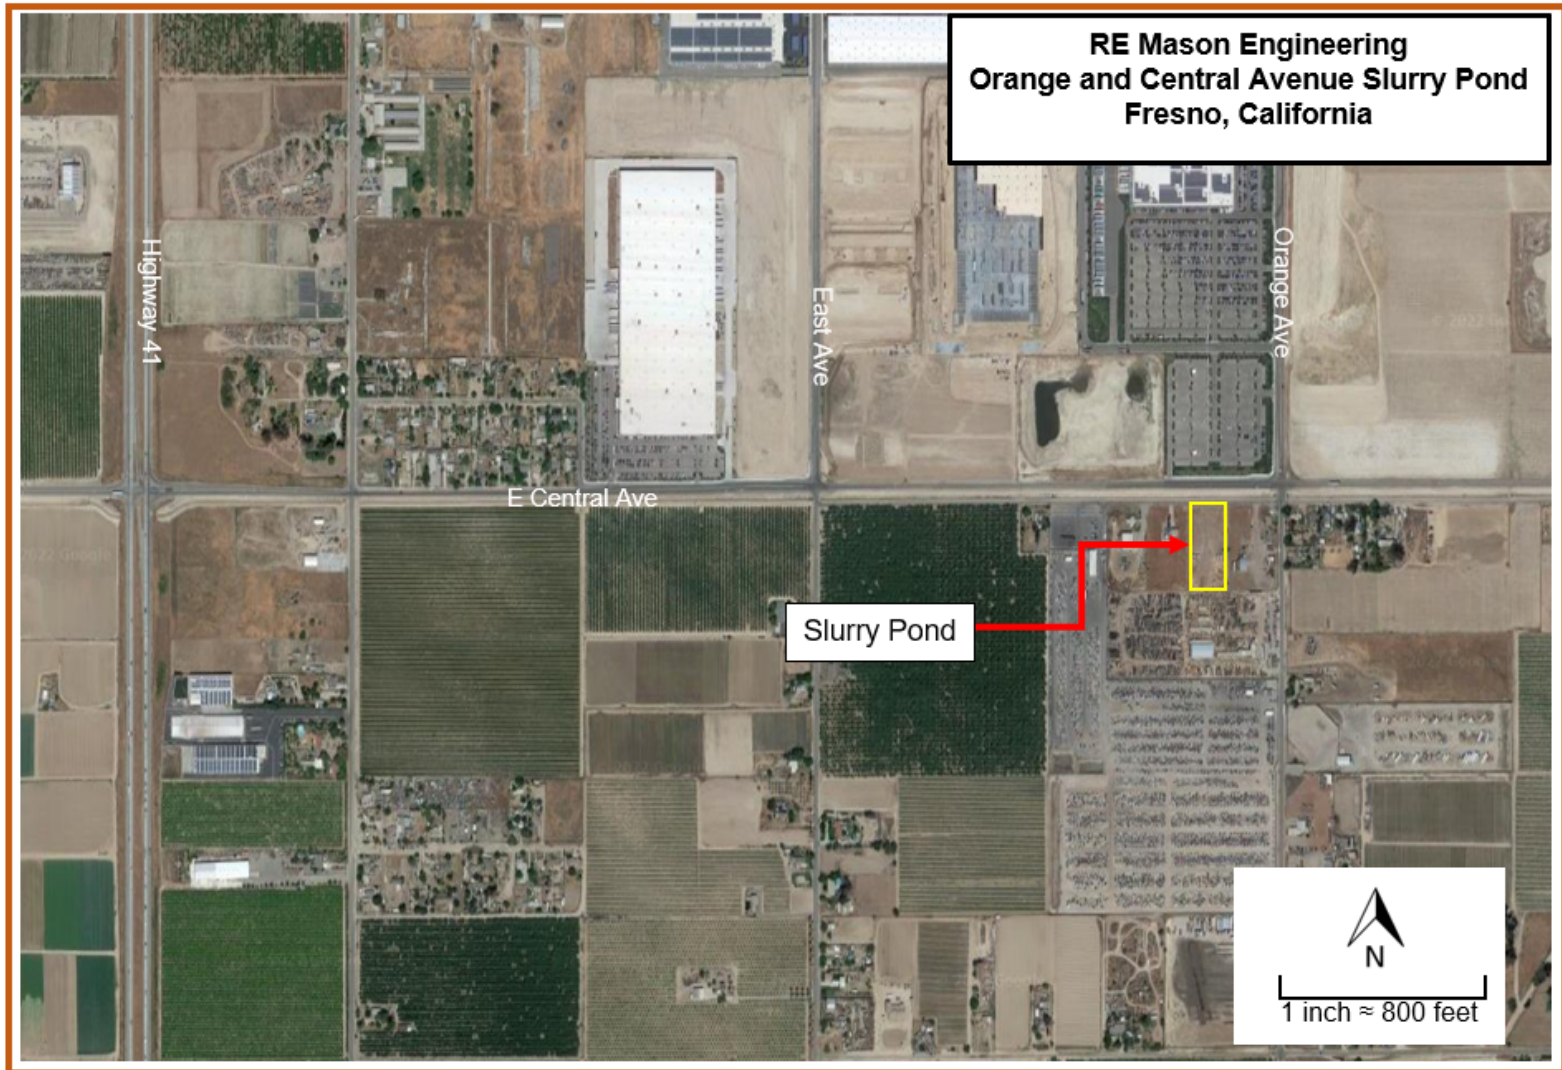 RE Mason Engineering
Orange and Central Avenue Slurry Pond
Fresno, California
Highway 41
Orange Ave
East Ave
E Central Ave
Slurry Pond
N
1 inch ≈ 800 feet